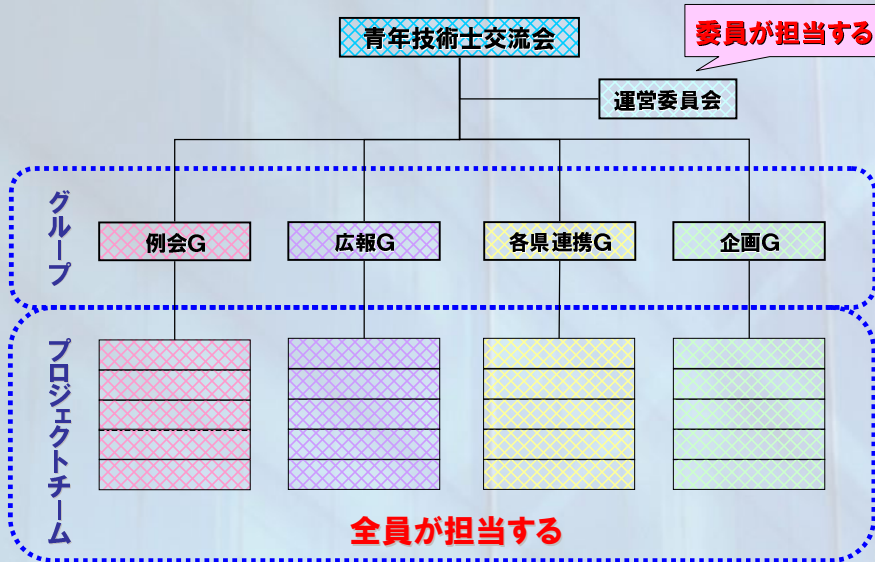 青年技術士交流会
委員が担当する
運営委員会
グループ
例会G
広報G
各県連携G
企画G
プロジェクトチーム
全員が担当する